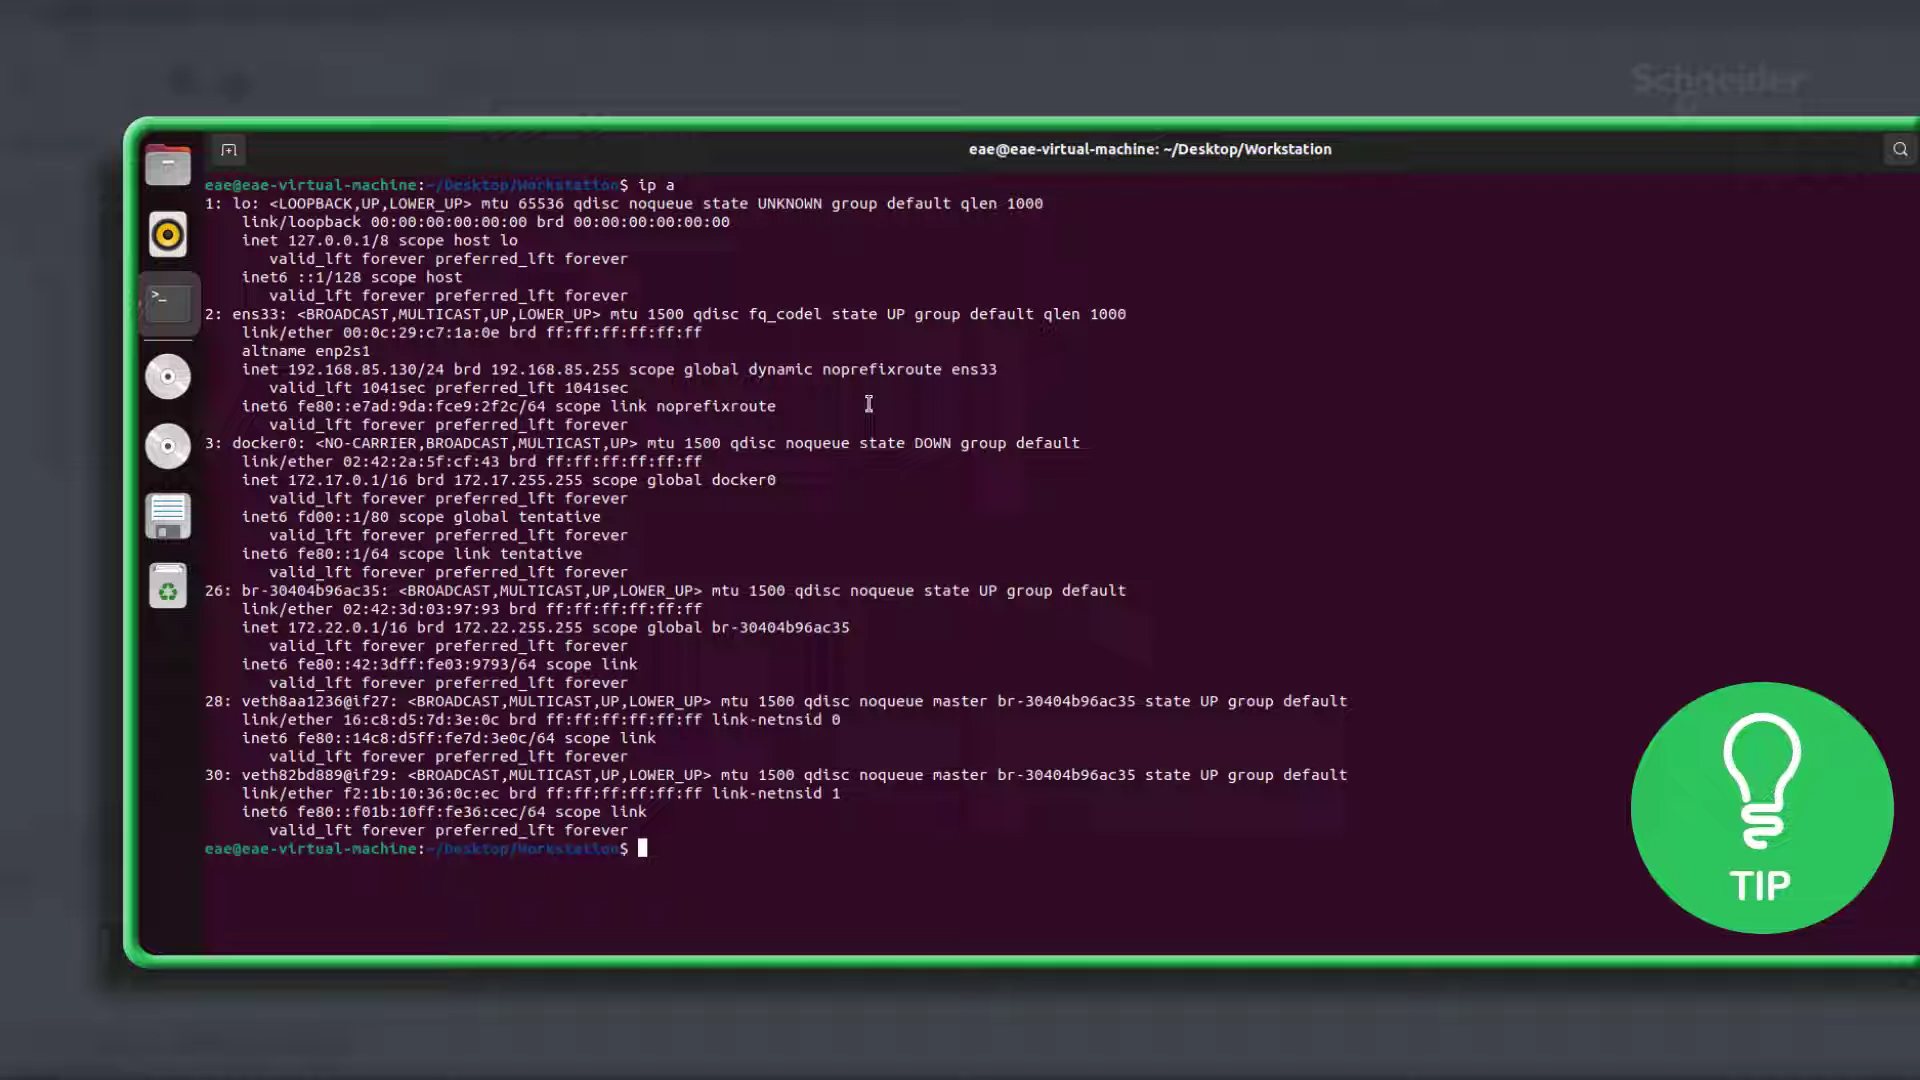 Schneider
eae@eae-virtual-machine: ~/Desktop/Workstation
eae@eae-virtual-machine:~/Desktop/Workstation$ ip a
1: lo: <LOOPBACK,UP,LOWER_UP> mtu 65536 qdisc noqueue state UNKNOWN group default qlen 1000
link/loopback 00:00:00:00:00:00 brd 00:00:00:00:00:00
inet 127.0.0.1/8 scope host lo
valid_lft forever preferred_lft forever
inet6 ::1/128 scope host
valid_lft forever preferred_lft forever
2: ens33: <BROADCAST,MULTICAST,UP,LOWER_UP> mtu 1500 qdisc fq_codel state UP group default qlen 1000
link/ether 00:0c:29:c7:1a:0e brd ff:ff:ff:ff:ff:ff
altname enp2s1
inet 192.168.85.130/24 brd 192.168.85.255 scope global dynamic noprefixroute ens33
valid_lft 1041sec preferred_lft 1041sec
inet6 fe80::e7ad:9da:fce9:2f2c/64 scope link noprefixroute
valid_lft forever preferred_lft forever
3: docker0: <NO-CARRIER,BROADCAST,MULTICAST,UP> mtu 1500 qdisc noqueue state DOWN group default
link/ether 02:42:2a:5f:cf:43 brd ff:ff:ff:ff:ff:ff
inet 172.17.0.1/16 brd 172.17.255.255 scope global docker0
valid_lft forever preferred_lft forever
inet6 fd00::1/80 scope global tentative
valid_lft forever preferred_lft forever
inet6 fe80::1/64 scope link tentative
valid_lft forever preferred_lft forever
26: br-30404b96ac35: <BROADCAST,MULTICAST,UP,LOWER_UP> mtu 1500 qdisc noqueue state UP group default
link/ether 02:42:3d:03:97:93 brd ff:ff:ff:ff:ff:ff
inet 172.22.0.1/16 brd 172.22.255.255 scope global br-30404b96ac35
valid_lft forever preferred_lft forever
inet6 fe80::42:3dff:fe03:9793/64 scope link
valid_lft forever preferred_lft forever
28: veth8aa1236@if27: <BROADCAST,MULTICAST,UP,LOWER_UP> mtu 1500 qdisc noqueue master br-30404b96ac35 state UP group default
link/ether 16:c8:d5:7d:3e:0c brd ff:ff:ff:ff:ff:ff link-netnsid 0
inet6 fe80::14c8:d5ff:fe7d:3e0c/64 scope link
valid_lft forever preferred_lft forever
30: veth82bd889@if29: <BROADCAST,MULTICAST,UP,LOWER_UP> mtu 1500 qdisc noqueue master br-30404b96ac35 state UP group default
link/ether f2:1b:10:36:0c:ec brd ff:ff:ff:ff:ff:ff link-netnsid 1
inet6 fe80::f01b:10ff:fe36:cec/64 scope link
valid_lft forever preferred_lft forever
eae@eae-virtual-machine:~/Desktop/Workstation$
TIP